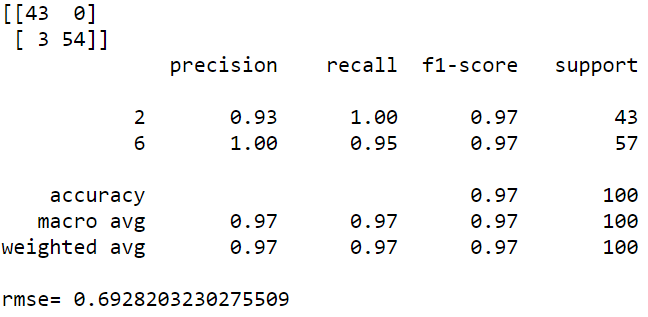 [[43  0]
 [ 3 54]]
              precision    recall  f1-score   support

           2       0.93      1.00      0.97        43
           6       1.00      0.95      0.97        57

    accuracy                           0.97       100
   macro avg       0.97      0.97      0.97       100
weighted avg       0.97      0.97      0.97       100

rmse= 0.6928203230275509